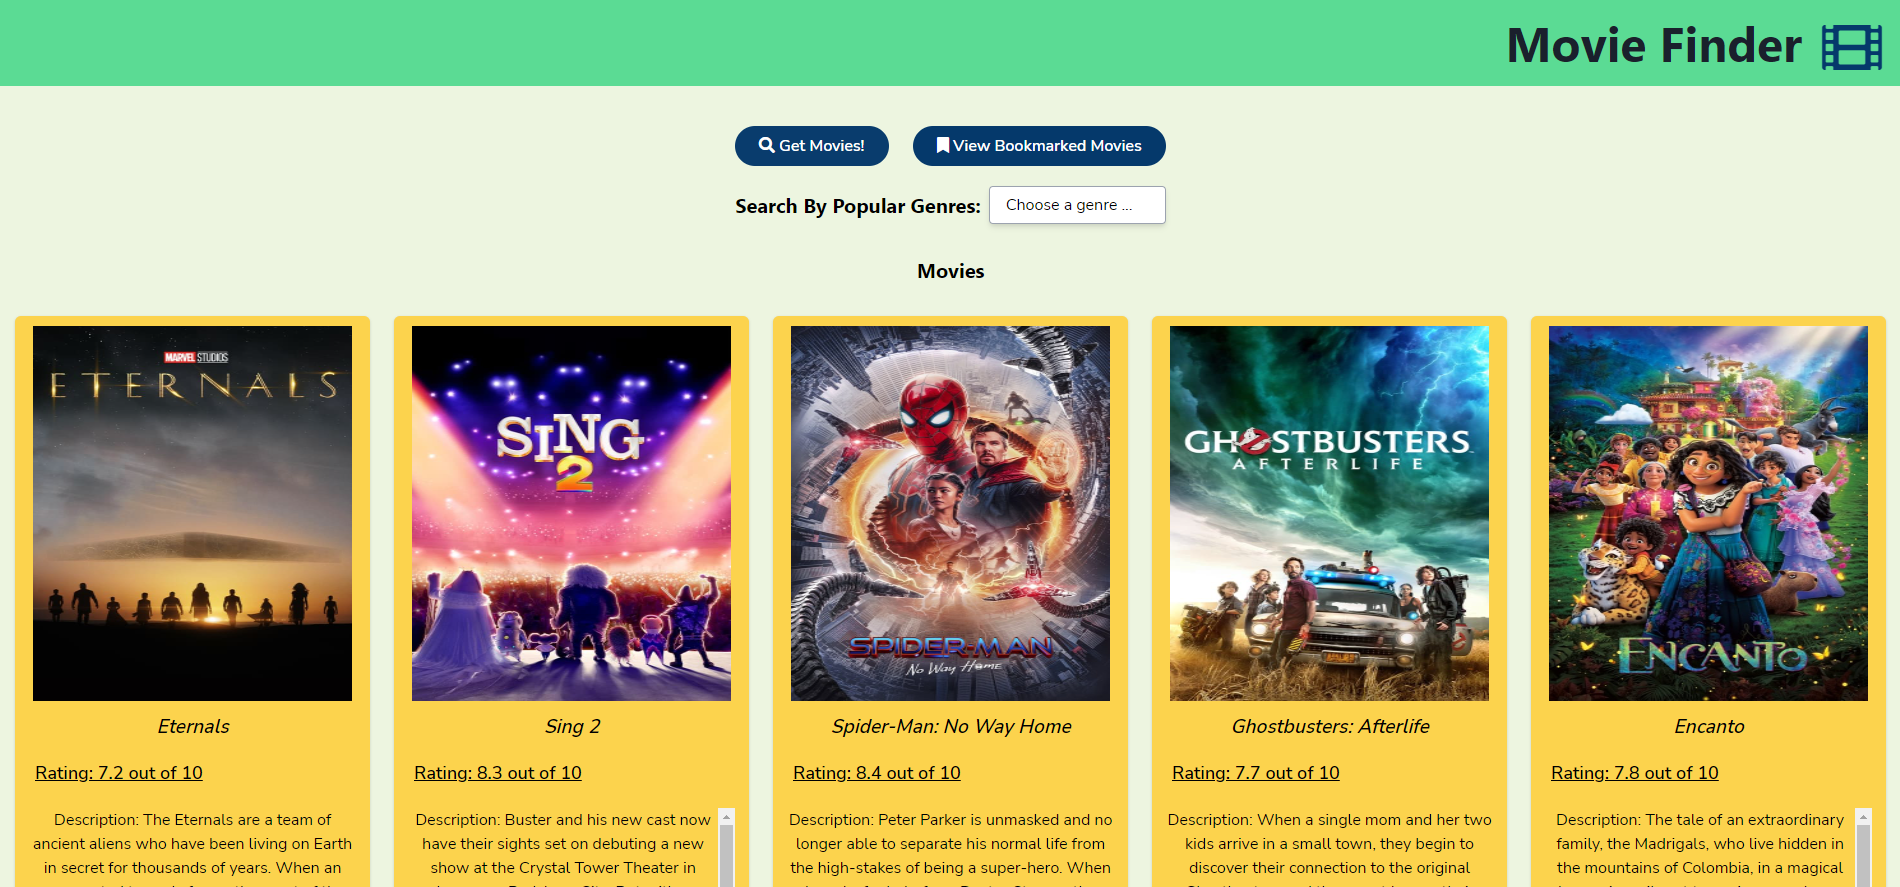 Movie Finder
Get Movies!
View Bookmarked Movies
Search By Popular Genres:
Choose a genre ...
Movies
MARVEL STUDIOS
ETERNALS
Eternals
Rating: 7.2 out of 10
Description: The Eternals are a team of
ancient aliens who have been living on Earth
in secret for thousands of years. When an
SING
2
Sing 2
Rating: 8.3 out of 10
Description: Buster and his new cast now
have their sights set on debuting a new
show at the Crystal Tower Theater in
SPIDER-MAN
No Way Home
Spider-Man: No Way Home
Rating: 8.4 out of 10
Description: Peter Parker is unmasked and no
longer able to separate his normal life from
the high-stakes of being a super-hero. When
GHOSTBUSTERS
AFTERLIFE
Ghostbusters: Afterlife
Rating: 7.7 out of 10
Description: When a single mom and her two
kids arrive in a small town, they begin to
discover their connection to the original
ENCANTO
Encanto
Rating: 7.8 out of 10
Description: The tale of an extraordinary
family, the Madrigals, who live hidden in
the mountains of Colombia, in a magical